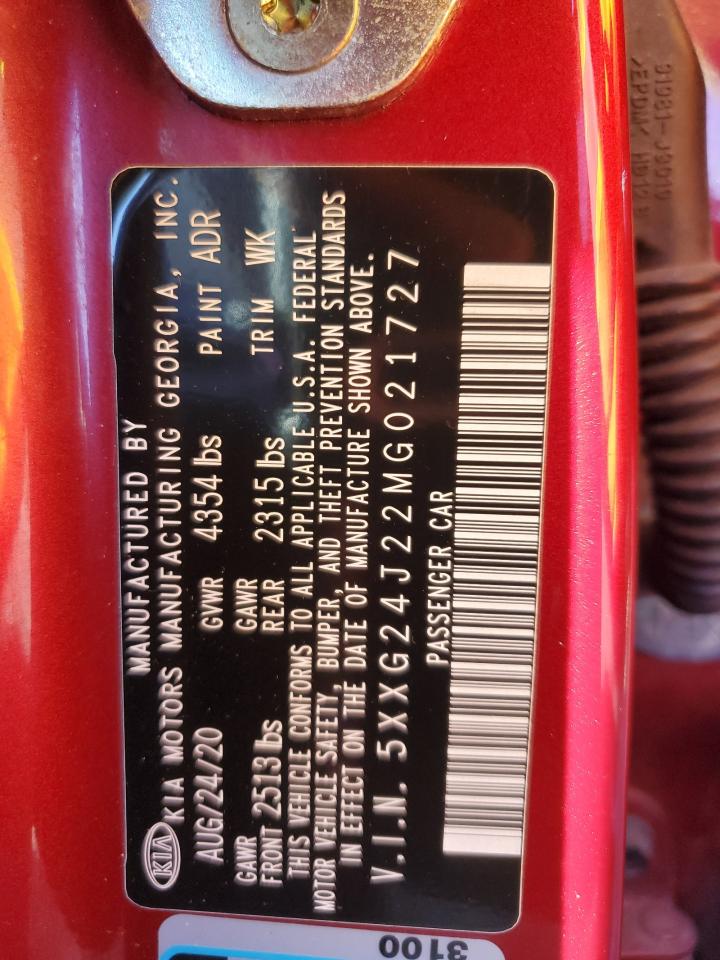 MANUFACTURED BY
KIA KIA MOTORS MANUFACTURING GEORGIA, INC.
AUG/24/20 GVWR 4354 lbs PAINT ADR
GAWR FRONT 2513 lbs GAWR REAR 2315 lbs TRIM WK
THIS VEHICLE CONFORMS TO ALL APPLICABLE U.S.A. FEDERAL
MOTOR VEHICLE SAFETY, BUMPER, AND THEFT PREVENTION STANDARDS
IN EFFECT ON THE DATE OF MANUFACTURE SHOWN ABOVE.
V.I.N. 5XXG24J22MG021727
PASSENGER CAR
3100